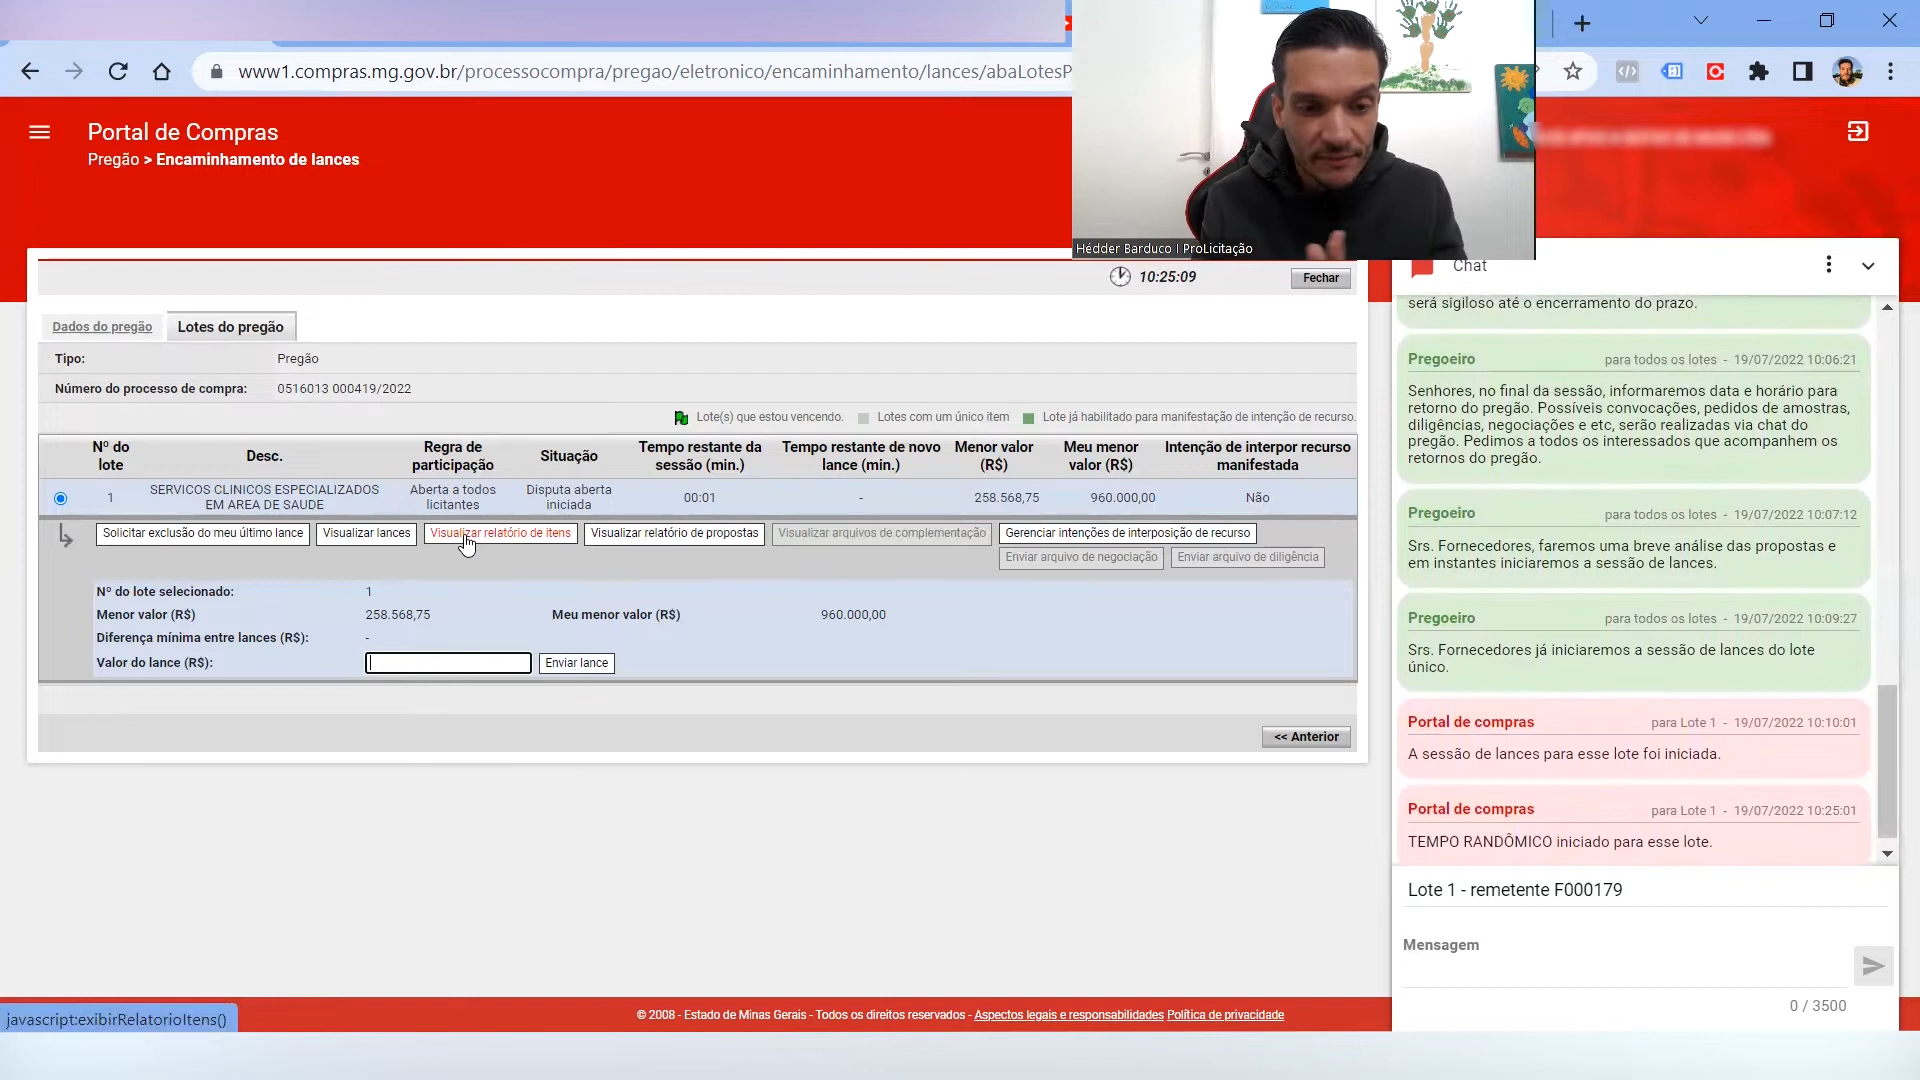 www1.compras.mg.gov.br/processocompra/pregao/eletronico/encaminhamento/lances/abaLotesP
Portal de Compras
Pregão > Encaminhamento de lances
Hédder Barduco | ProLicitação
10:25:09
Fechar
Dados do pregão
Lotes do pregão
Tipo: Pregão
Número do processo de compra: 0516013 000419/2022
Lote(s) que estou vencendo. Lotes com um único item Lote já habilitado para manifestação de intenção de recurso.
Nº do lote
Desc.
Regra de participação
Situação
Tempo restante da sessão (min.)
Tempo restante de novo lance (min.)
Menor valor (R$)
Meu menor valor (R$)
Intenção de interpor recurso manifestada
1
SERVICOS CLINICOS ESPECIALIZADOS EM AREA DE SAUDE
Aberta a todos licitantes
Disputa aberta iniciada
00:01
-
258.568,75
960.000,00
Não
Solicitar exclusão do meu último lance
Visualizar lances
Visualizar relatório de itens
Visualizar relatório de propostas
Visualizar arquivos de complementação
Gerenciar intenções de interposição de recurso
Enviar arquivo de negociação
Enviar arquivo de diligência
Nº do lote selecionado: 1
Menor valor (R$) 258.568,75 Meu menor valor (R$) 960.000,00
Diferença mínima entre lances (R$): -
Valor do lance (R$):
Enviar lance
<< Anterior
Chat
será sigiloso até o encerramento do prazo.
Pregoeiro para todos os lotes - 19/07/2022 10:06:21
Senhores, no final da sessão, informaremos data e horário para
retorno do pregão. Possíveis convocações, pedidos de amostras,
diligências, negociações e etc, serão realizadas via chat do
pregão. Pedimos a todos os interessados que acompanhem os
retornos do pregão.
Pregoeiro para todos os lotes - 19/07/2022 10:07:12
Srs. Fornecedores, faremos uma breve análise das propostas e
em instantes iniciaremos a sessão de lances.
Pregoeiro para todos os lotes - 19/07/2022 10:09:27
Srs. Fornecedores já iniciaremos a sessão de lances do lote
único.
Portal de compras para Lote 1 - 19/07/2022 10:10:01
A sessão de lances para esse lote foi iniciada.
Portal de compras para Lote 1 - 19/07/2022 10:25:01
TEMPO RANDÔMICO iniciado para esse lote.
Lote 1 - remetente F000179
Mensagem
0 / 3500
© 2008 - Estado de Minas Gerais - Todos os direitos reservados - Aspectos legais e responsabilidades Política de privacidade
javascript:exibirRelatorioItens()